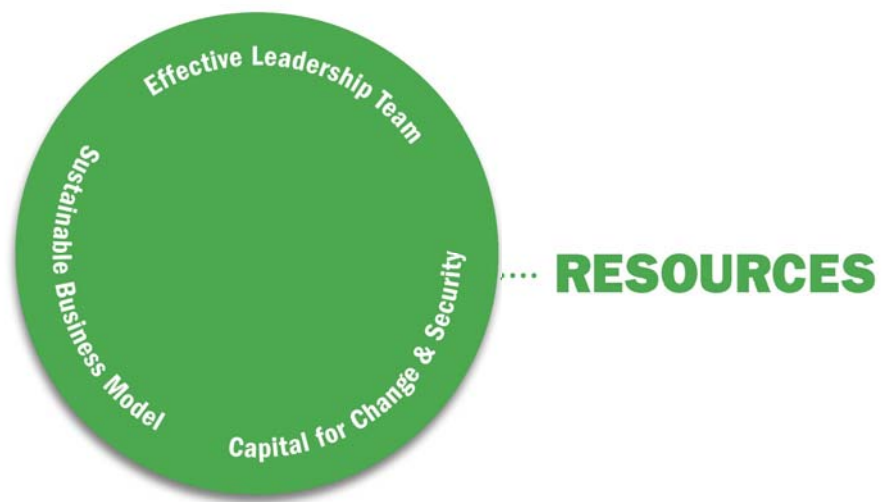 Effective Leadership Team
Sustainable Business Model
Capital for Change & Security
RESOURCES